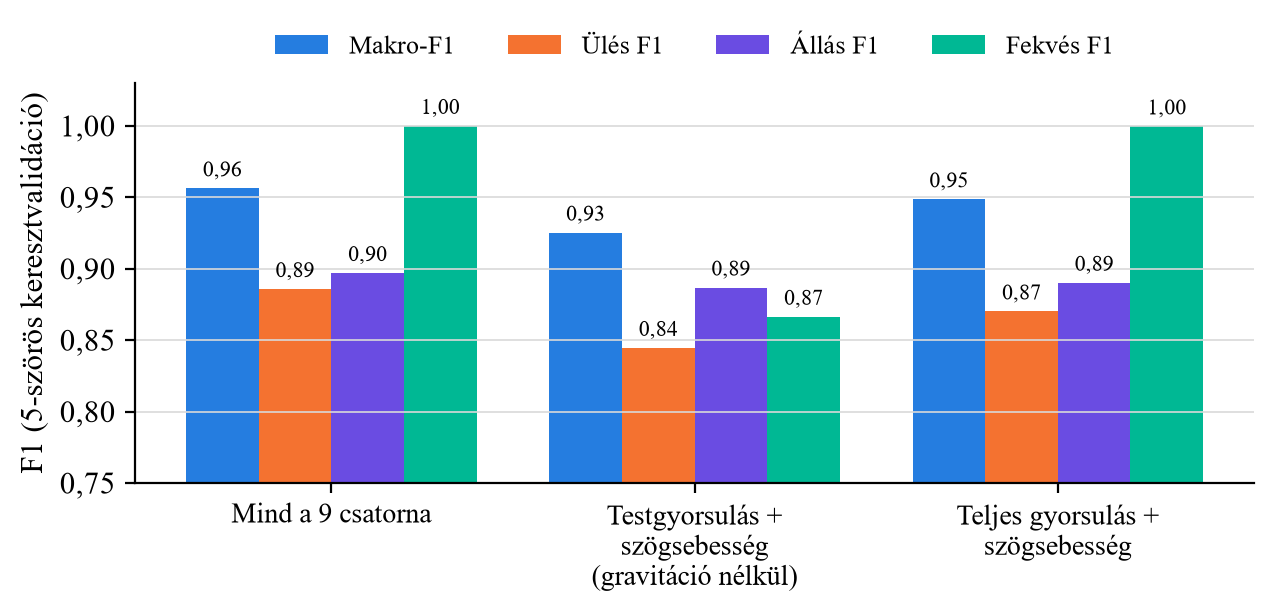 Makro-F1 Ülés F1 Állás F1 Fekvés F1
F1 (5-szörös keresztvalidáció)
1,00
0,95
0,90
0,85
0,80
0,75
0,96
0,89
0,90
1,00
0,93
0,84
0,89
0,87
0,95
0,87
0,89
1,00
Mind a 9 csatorna
Testgyorsulás +
szögsebesség
(gravitáció nélkül)
Teljes gyorsulás +
szögsebesség